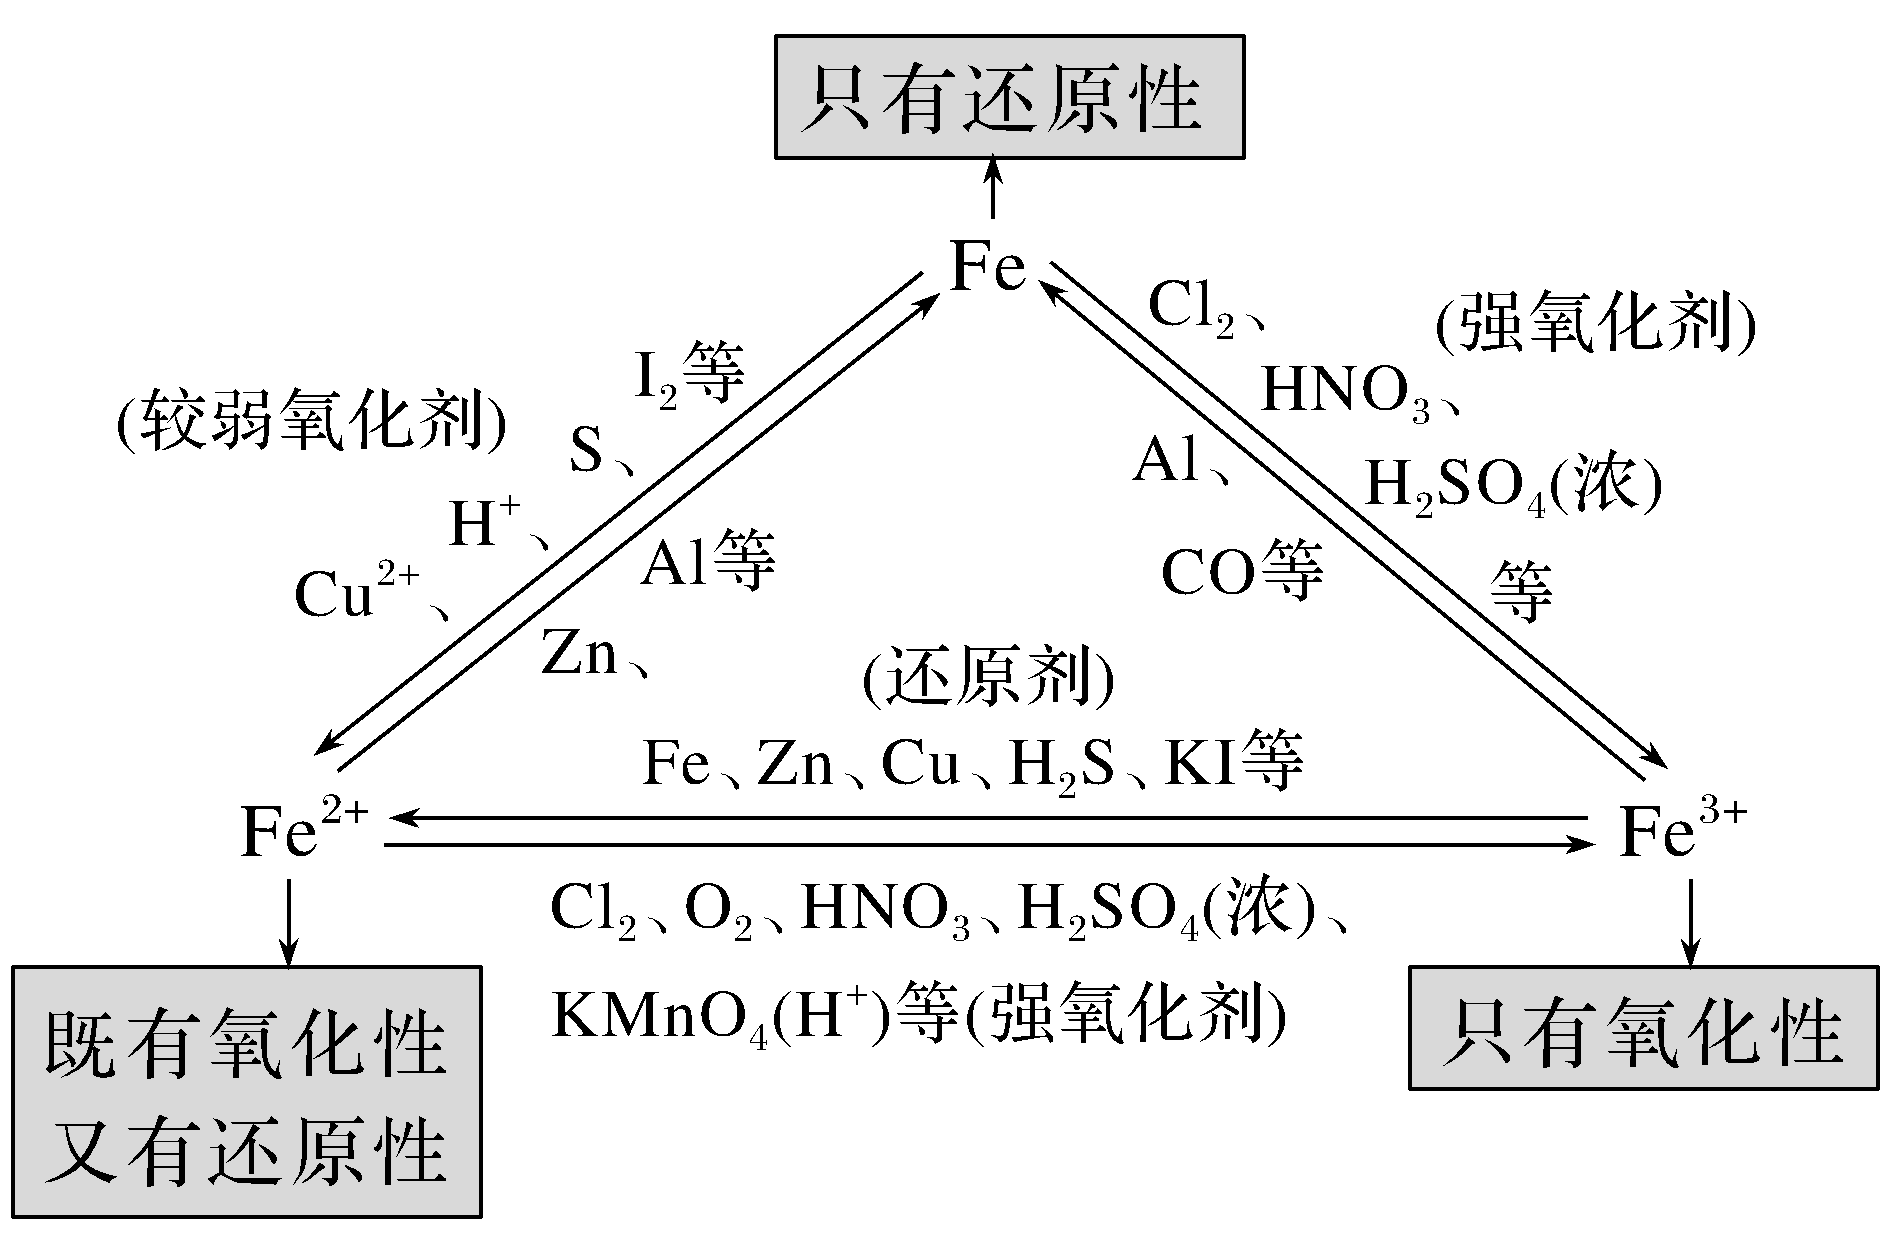 只有还原性
Fe
Cl₂、
(强氧化剂)
HNO₃、
H₂SO₄(浓)
等
I₂等
(较弱氧化剂)
S、
H⁺、
Cu²⁺、
Al、
CO等
Al等
Zn、
(还原剂)
Fe、Zn、Cu、H₂S、KI等
Fe²⁺
Fe³⁺
Cl₂、O₂、HNO₃、H₂SO₄(浓)、
KMnO₄(H⁺)等(强氧化剂)
既有氧化性
又有还原性
只有氧化性